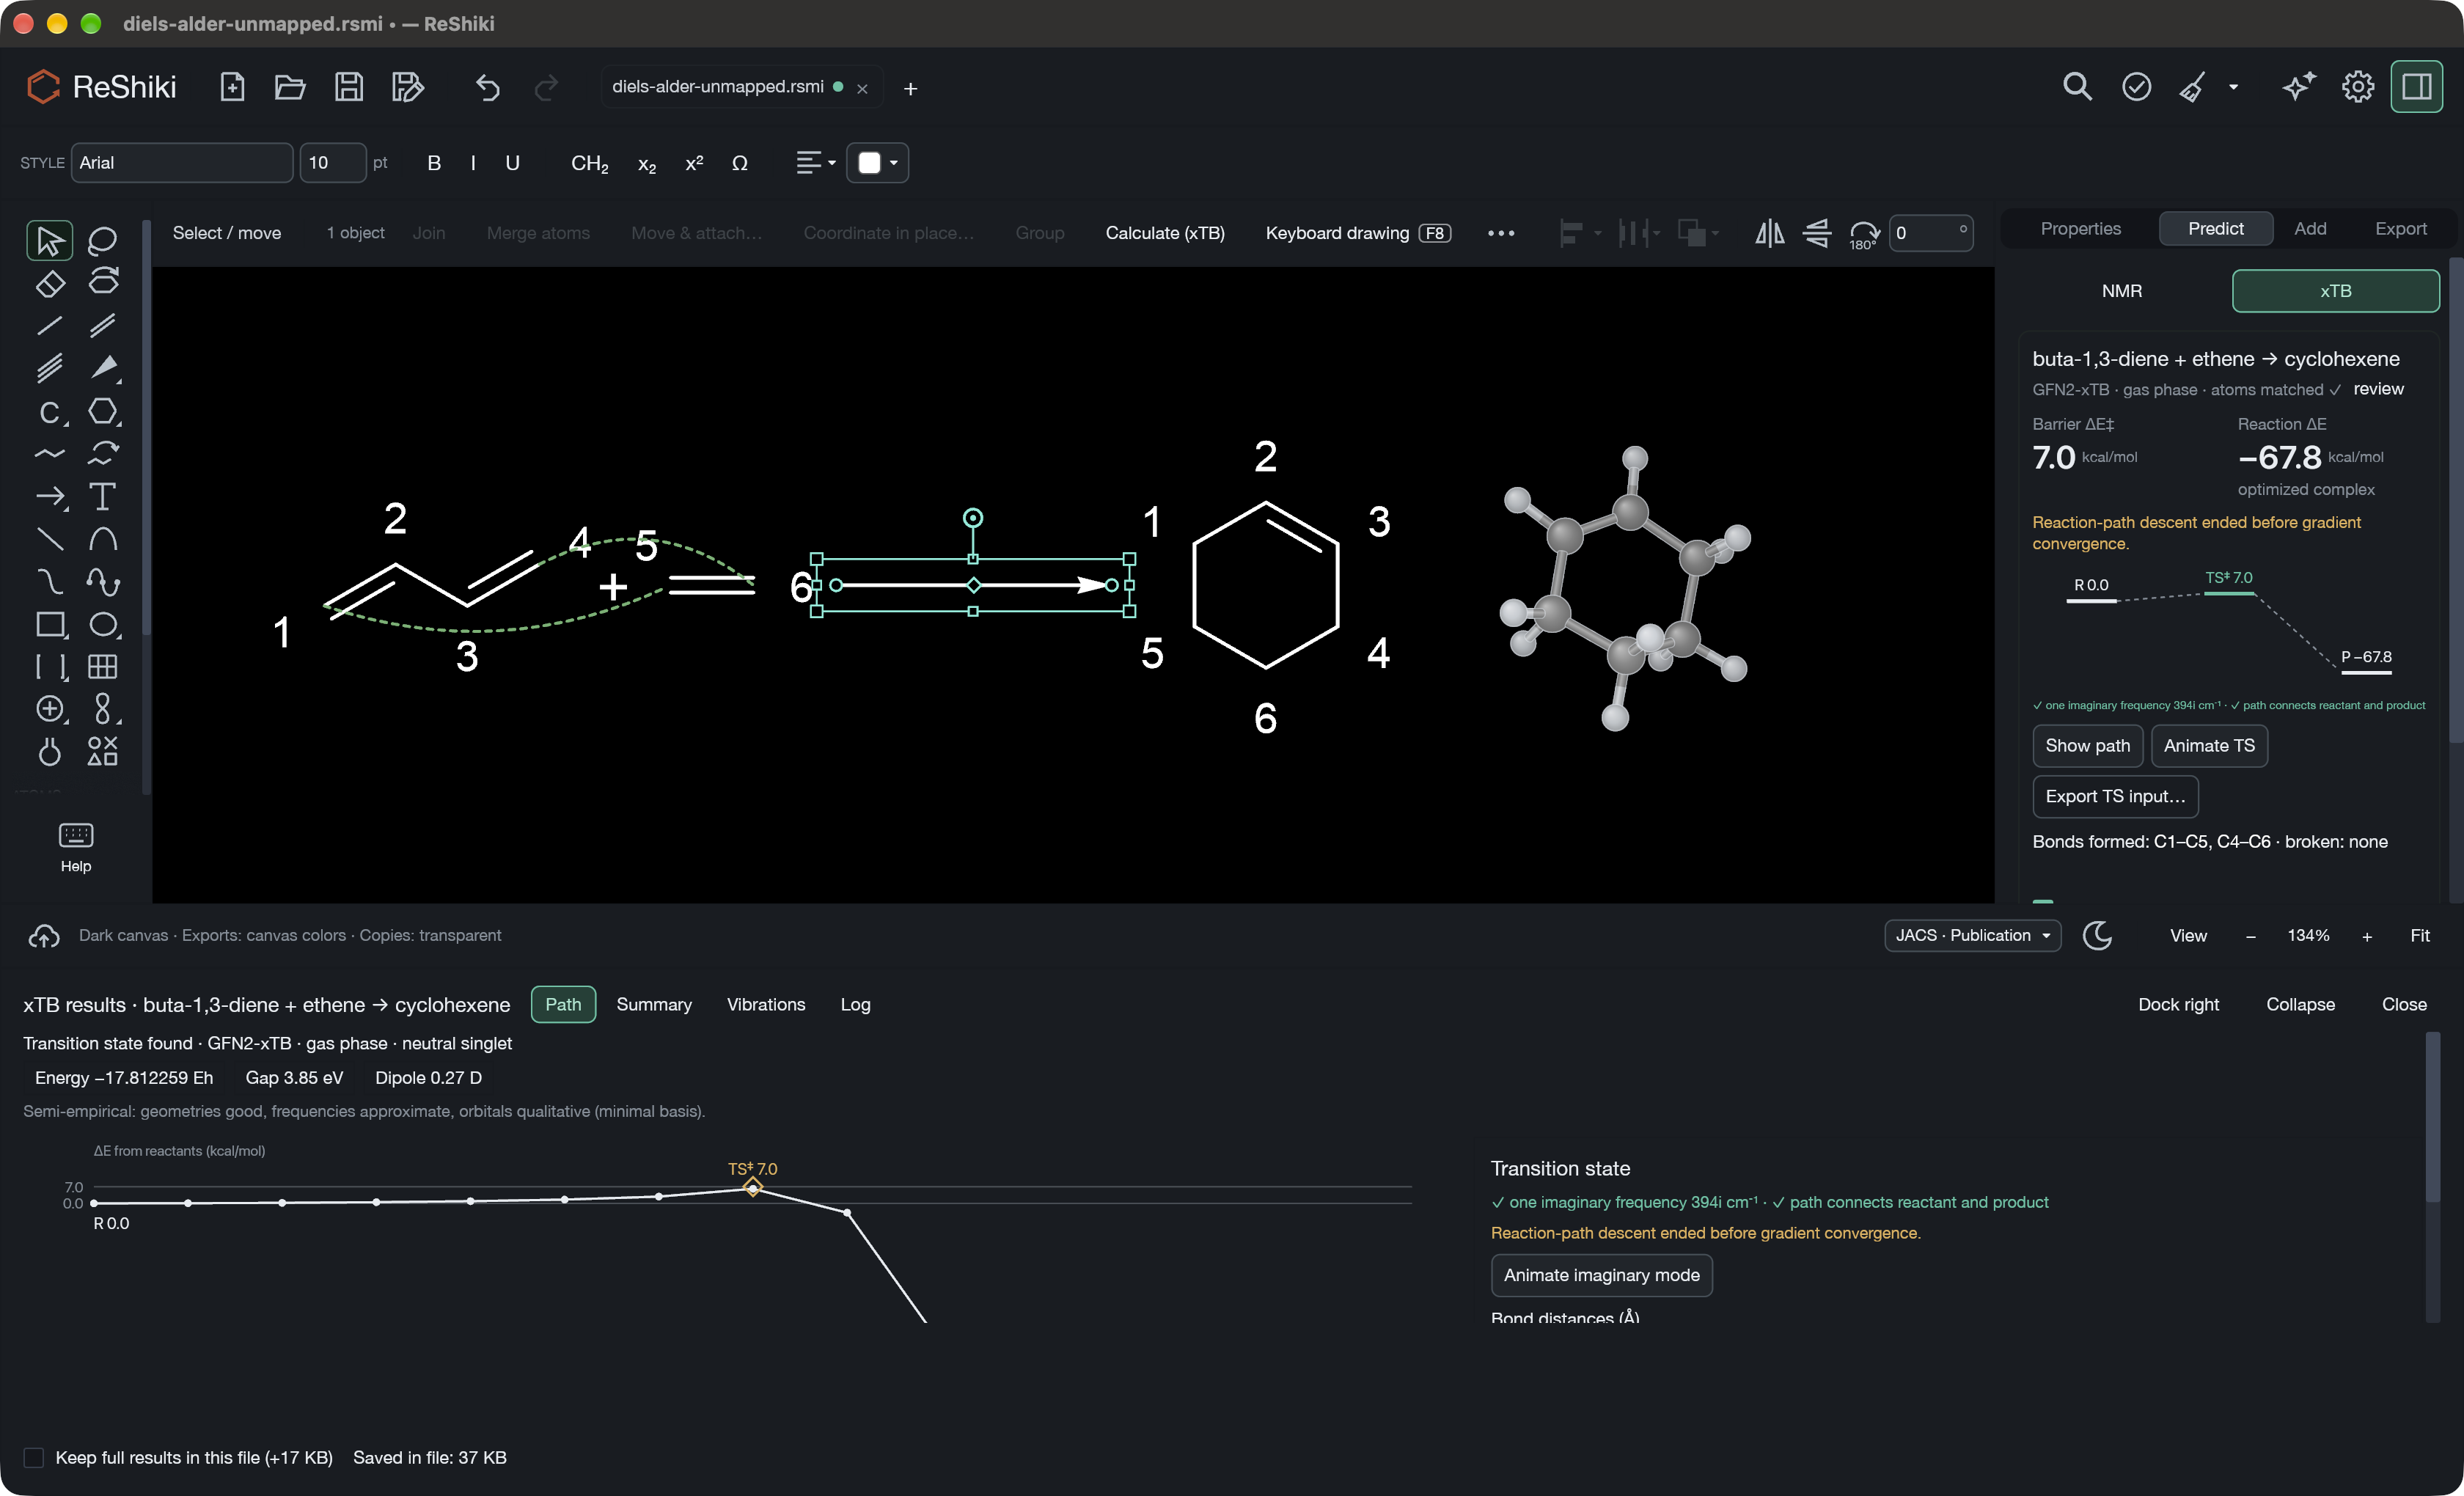 diels-alder-unmapped.rsmi • — ReShiki
ReShiki
diels-alder-unmapped.rsmi
STYLE Arial 10 pt B I U CH₂ x₂ x² Ω
Select / move 1 object Join Merge atoms Move & attach... Coordinate in place... Group Calculate (xTB) Keyboard drawing F8 180° 0 °
Properties Predict Add Export
NMR xTB
buta-1,3-diene + ethene → cyclohexene
GFN2-xTB · gas phase · atoms matched ✓ review
Barrier ΔE‡ Reaction ΔE
7.0 kcal/mol −67.8 kcal/mol
optimized complex
Reaction-path descent ended before gradient
convergence.
R 0.0 TS‡ 7.0
P −67.8
✓ one imaginary frequency 394i cm⁻¹ · ✓ path connects reactant and product
Show path Animate TS
Export TS input...
Bonds formed: C1–C5, C4–C6 · broken: none
C
T
Help
1
2
3
4
5
6
+
1
2
3
4
5
6
Dark canvas · Exports: canvas colors · Copies: transparent
JACS · Publication View − 134% + Fit
xTB results · buta-1,3-diene + ethene → cyclohexene Path Summary Vibrations Log Dock right Collapse Close
Transition state found · GFN2-xTB · gas phase · neutral singlet
Energy −17.812259 Eh Gap 3.85 eV Dipole 0.27 D
Semi-empirical: geometries good, frequencies approximate, orbitals qualitative (minimal basis).
ΔE from reactants (kcal/mol)
TS‡ 7.0
7.0
0.0
R 0.0
Transition state
✓ one imaginary frequency 394i cm⁻¹ · ✓ path connects reactant and product
Reaction-path descent ended before gradient convergence.
Animate imaginary mode
Bond distances (Å)
Keep full results in this file (+17 KB) Saved in file: 37 KB